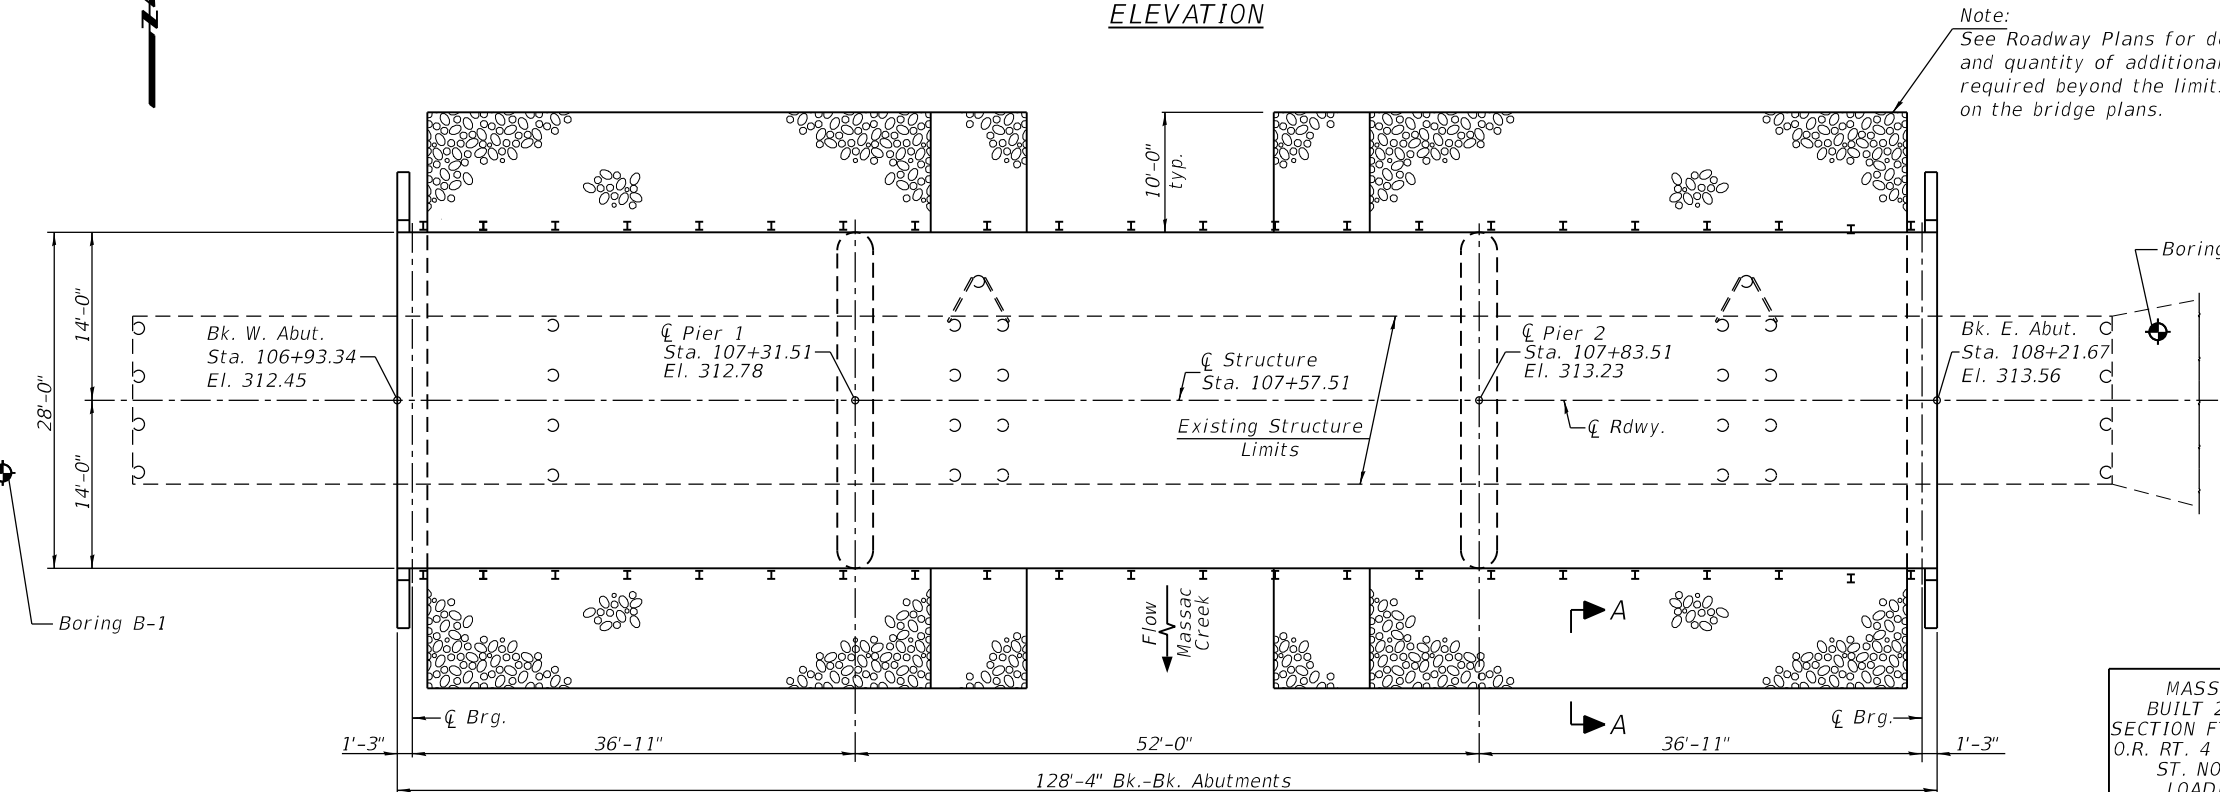 ELEVATION
Note:
See Roadway Plans for
and quantity of additional
required beyond the limit
on the bridge plans.
10'-0"
typ.
28'-0"
14'-0"
14'-0"
Bk. W. Abut.
Sta. 106+93.34
El. 312.45
℄ Pier 1
Sta. 107+31.51
El. 312.78
℄ Structure
Sta. 107+57.51
Existing Structure
Limits
℄ Pier 2
Sta. 107+83.51
El. 313.23
℄ Rdwy.
Bk. E. Abut.
Sta. 108+21.67
El. 313.56
Boring
Boring B-1
Flow
Massac
Creek
A
A
℄ Brg.
℄ Brg.
1'-3"
36'-11"
52'-0"
36'-11"
1'-3"
128'-4" Bk.-Bk. Abutments
MASS
BUILT 2
SECTION F
O.R. RT. 4
ST. NO
LOAD